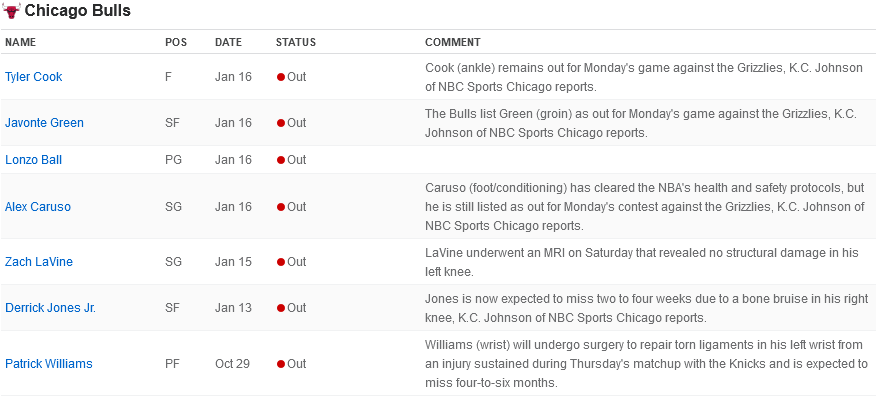 Chicago Bulls
NAME POS DATE STATUS COMMENT
Tyler Cook F Jan 16 Out Cook (ankle) remains out for Monday's game against the Grizzlies, K.C. Johnson
of NBC Sports Chicago reports.
Javonte Green SF Jan 16 Out The Bulls list Green (groin) as out for Monday's game against the Grizzlies, K.C.
Johnson of NBC Sports Chicago reports.
Lonzo Ball PG Jan 16 Out
Alex Caruso SG Jan 16 Out Caruso (foot/conditioning) has cleared the NBA's health and safety protocols, but
he is still listed as out for Monday's contest against the Grizzlies, K.C. Johnson of
NBC Sports Chicago reports.
Zach LaVine SG Jan 15 Out LaVine underwent an MRI on Saturday that revealed no structural damage in his
left knee.
Derrick Jones Jr. SF Jan 13 Out Jones is now expected to miss two to four weeks due to a bone bruise in his right
knee, K.C. Johnson of NBC Sports Chicago reports.
Patrick Williams PF Oct 29 Out Williams (wrist) will undergo surgery to repair torn ligaments in his left wrist from
an injury sustained during Thursday's matchup with the Knicks and is expected to
miss four-to-six months.